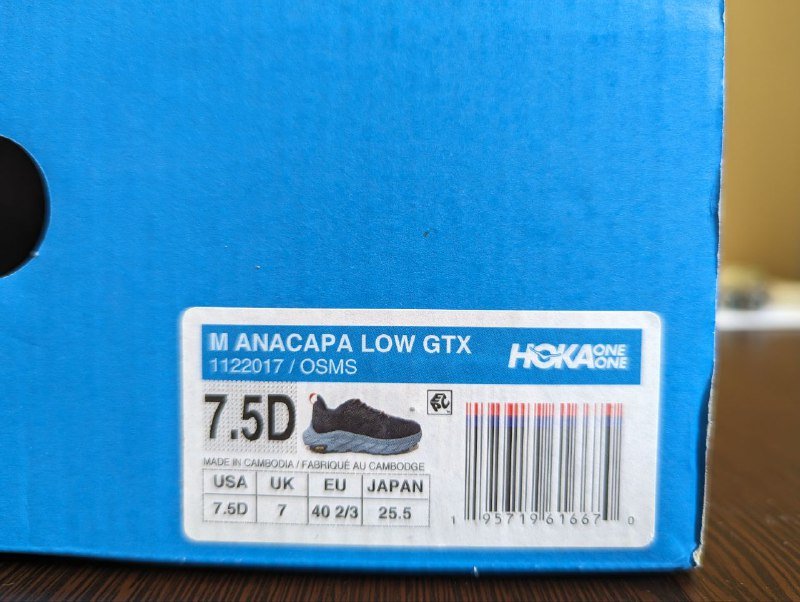 M ANACAPA LOW GTX
1122017 / OSMS
HOKA ONE ONE
7.5D
MADE IN CAMBODIA / FABRIQUÉ AU CAMBODGE
USA UK EU JAPAN
7.5D 7 40 2/3 25.5
1 95719 61667 0